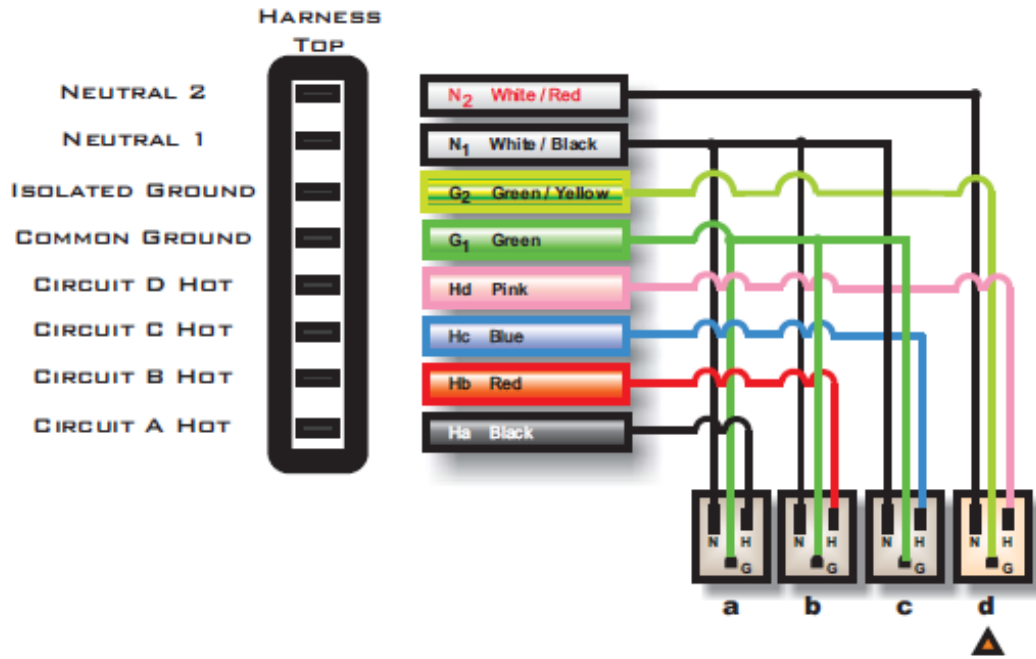 HARNESS
TOP
NEUTRAL 2
N2 White / Red
NEUTRAL 1
N1 White / Black
ISOLATED GROUND
G2 Green / Yellow
COMMON GROUND
G1 Green
CIRCUIT D HOT
Hd Pink
CIRCUIT C HOT
Hc Blue
CIRCUIT B HOT
Hb Red
CIRCUIT A HOT
Ha Black
N H N H N H N H
G G G G
a b c d